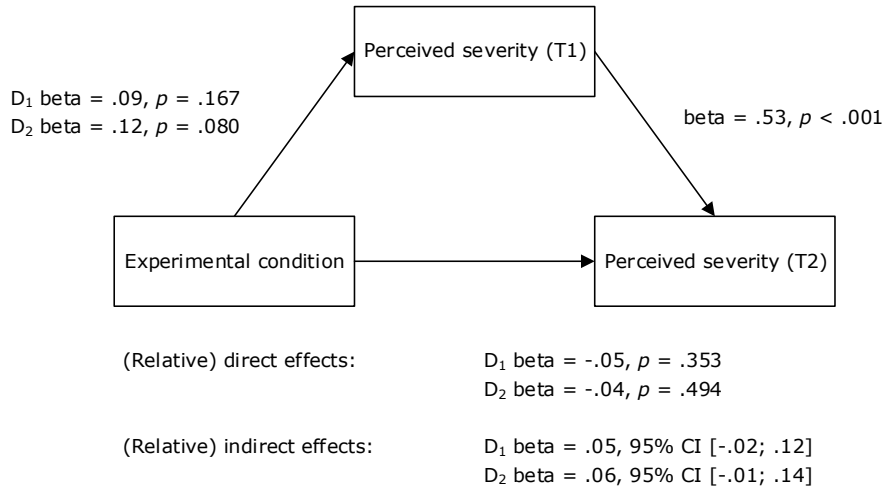 Perceived severity (T1)
D₁ beta = .09, p = .167
D₂ beta = .12, p = .080
beta = .53, p < .001
Experimental condition
Perceived severity (T2)
(Relative) direct effects: D₁ beta = -.05, p = .353
D₂ beta = -.04, p = .494
(Relative) indirect effects: D₁ beta = .05, 95% CI [-.02; .12]
D₂ beta = .06, 95% CI [-.01; .14]